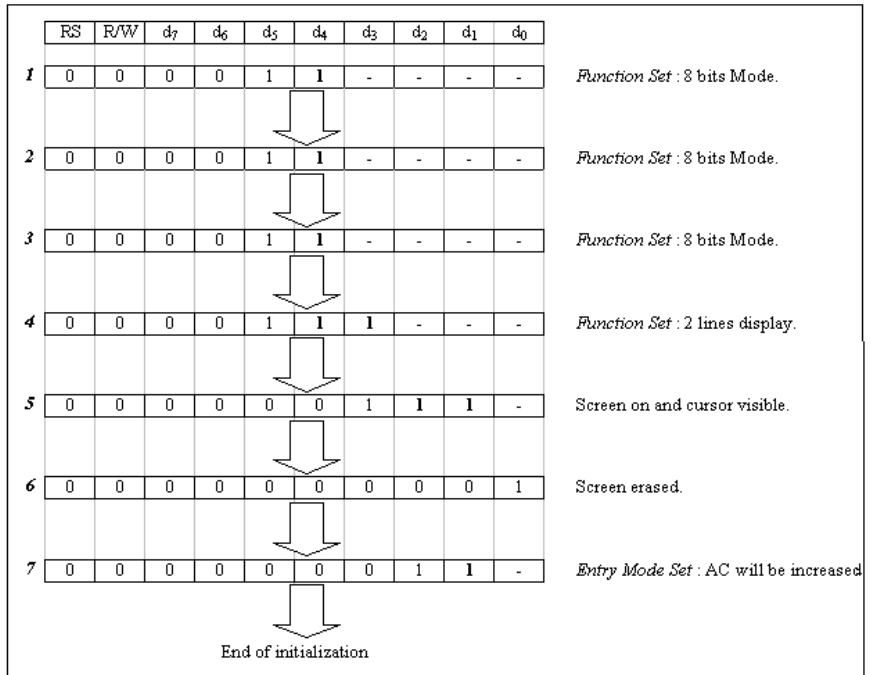 RS R/W d₇ d₆ d₅ d₄ d₃ d₂ d₁ d₀
1 0 0 0 0 1 1 - - - - Function Set : 8 bits Mode.
2 0 0 0 0 1 1 - - - - Function Set : 8 bits Mode.
3 0 0 0 0 1 1 - - - - Function Set : 8 bits Mode.
4 0 0 0 0 1 1 1 - - - Function Set : 2 lines display.
5 0 0 0 0 0 0 1 1 1 - Screen on and cursor visible.
6 0 0 0 0 0 0 0 0 0 1 Screen erased.
7 0 0 0 0 0 0 0 1 1 - Entry Mode Set : AC will be increased
End of initialization